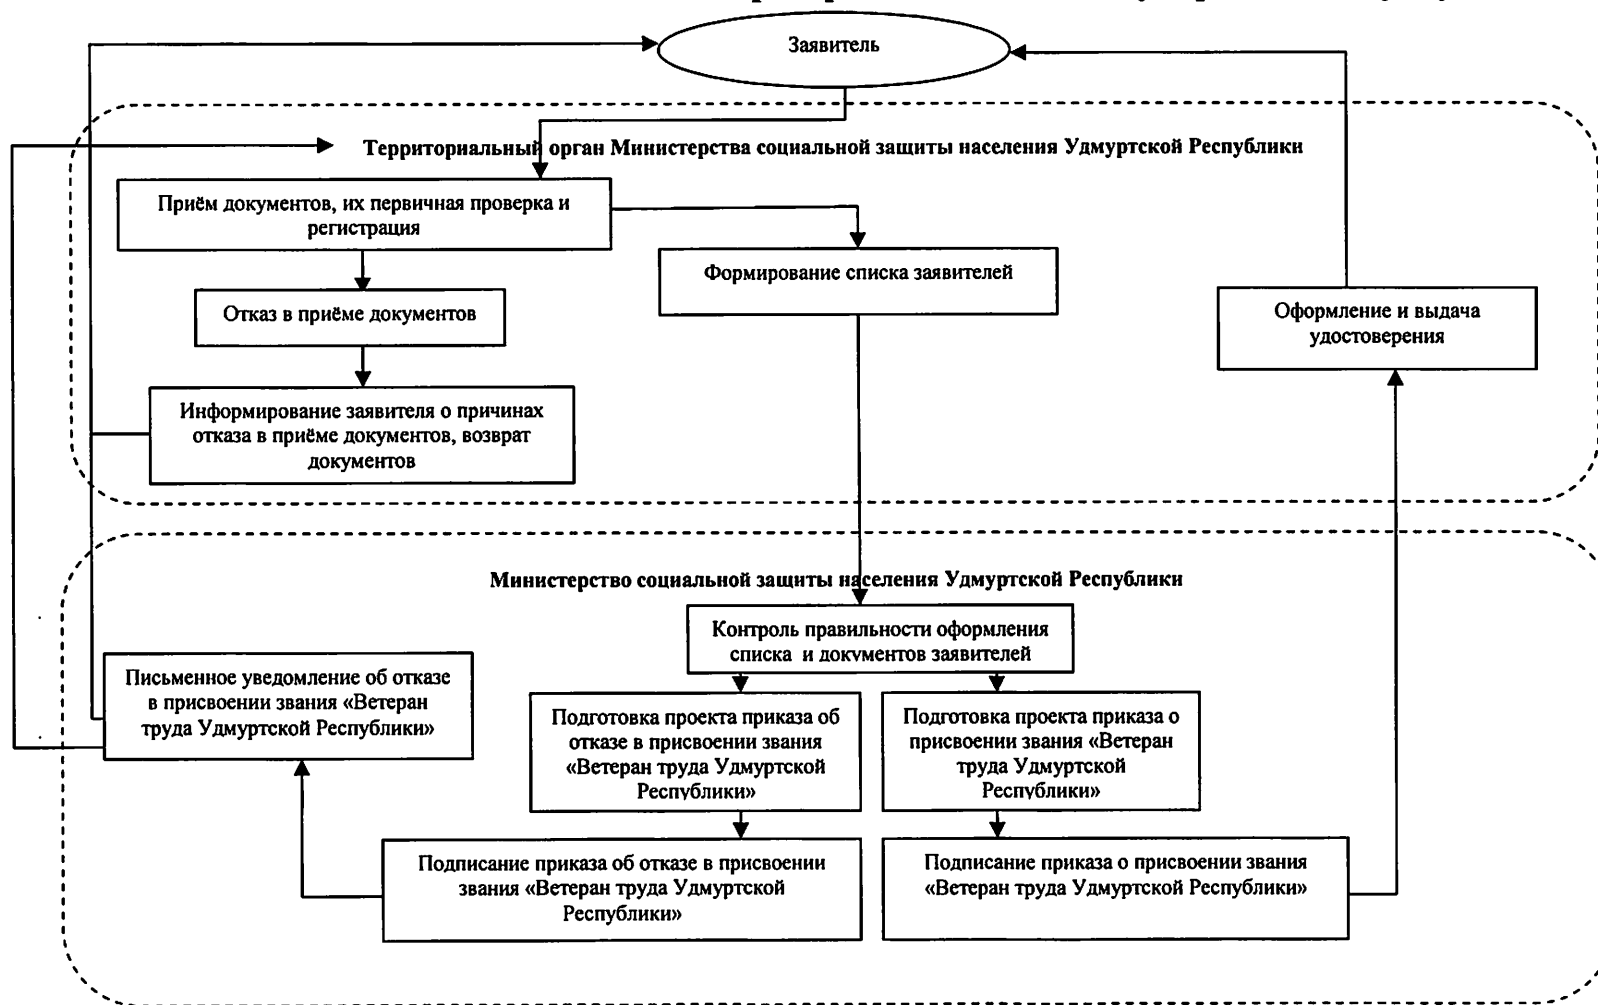 Заявитель
Территориальный орган Министерства социальной защиты населения Удмуртской Республики
Приём документов, их первичная проверка и
регистрация
Формирование списка заявителей
Отказ в приёме документов
Оформление и выдача
удостоверения
Информирование заявителя о причинах
отказа в приёме документов, возврат
документов
Министерство социальной защиты населения Удмуртской Республики
Контроль правильности оформления
списка и документов заявителей
Письменное уведомление об отказе
в присвоении звания «Ветеран
труда Удмуртской Республики»
Подготовка проекта приказа об
отказе в присвоении звания
«Ветеран труда Удмуртской
Республики»
Подготовка проекта приказа о
присвоении звания «Ветеран
труда Удмуртской
Республики»
Подписание приказа об отказе в присвоении
звания «Ветеран труда Удмуртской
Республики»
Подписание приказа о присвоении звания
«Ветеран труда Удмуртской Республики»